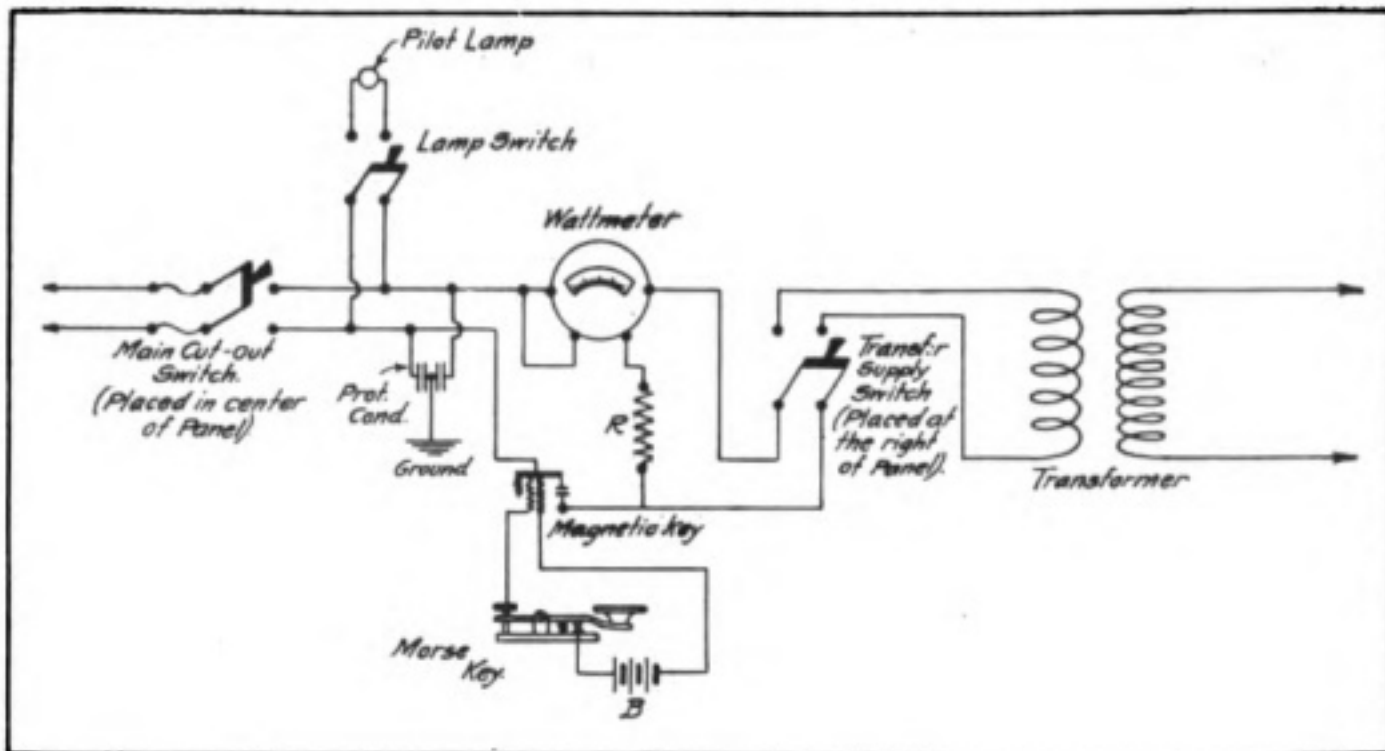 Pilot Lamp
Lamp Switch
Wattmeter
Main Cut-out
Switch.
(Placed in center
of Panel)
Prot.
Cond.
Ground
R
Transf'r
Supply
Switch
(Placed at
the right
of Panel).
Transformer
Magnetic Key
Morse
Key.
B